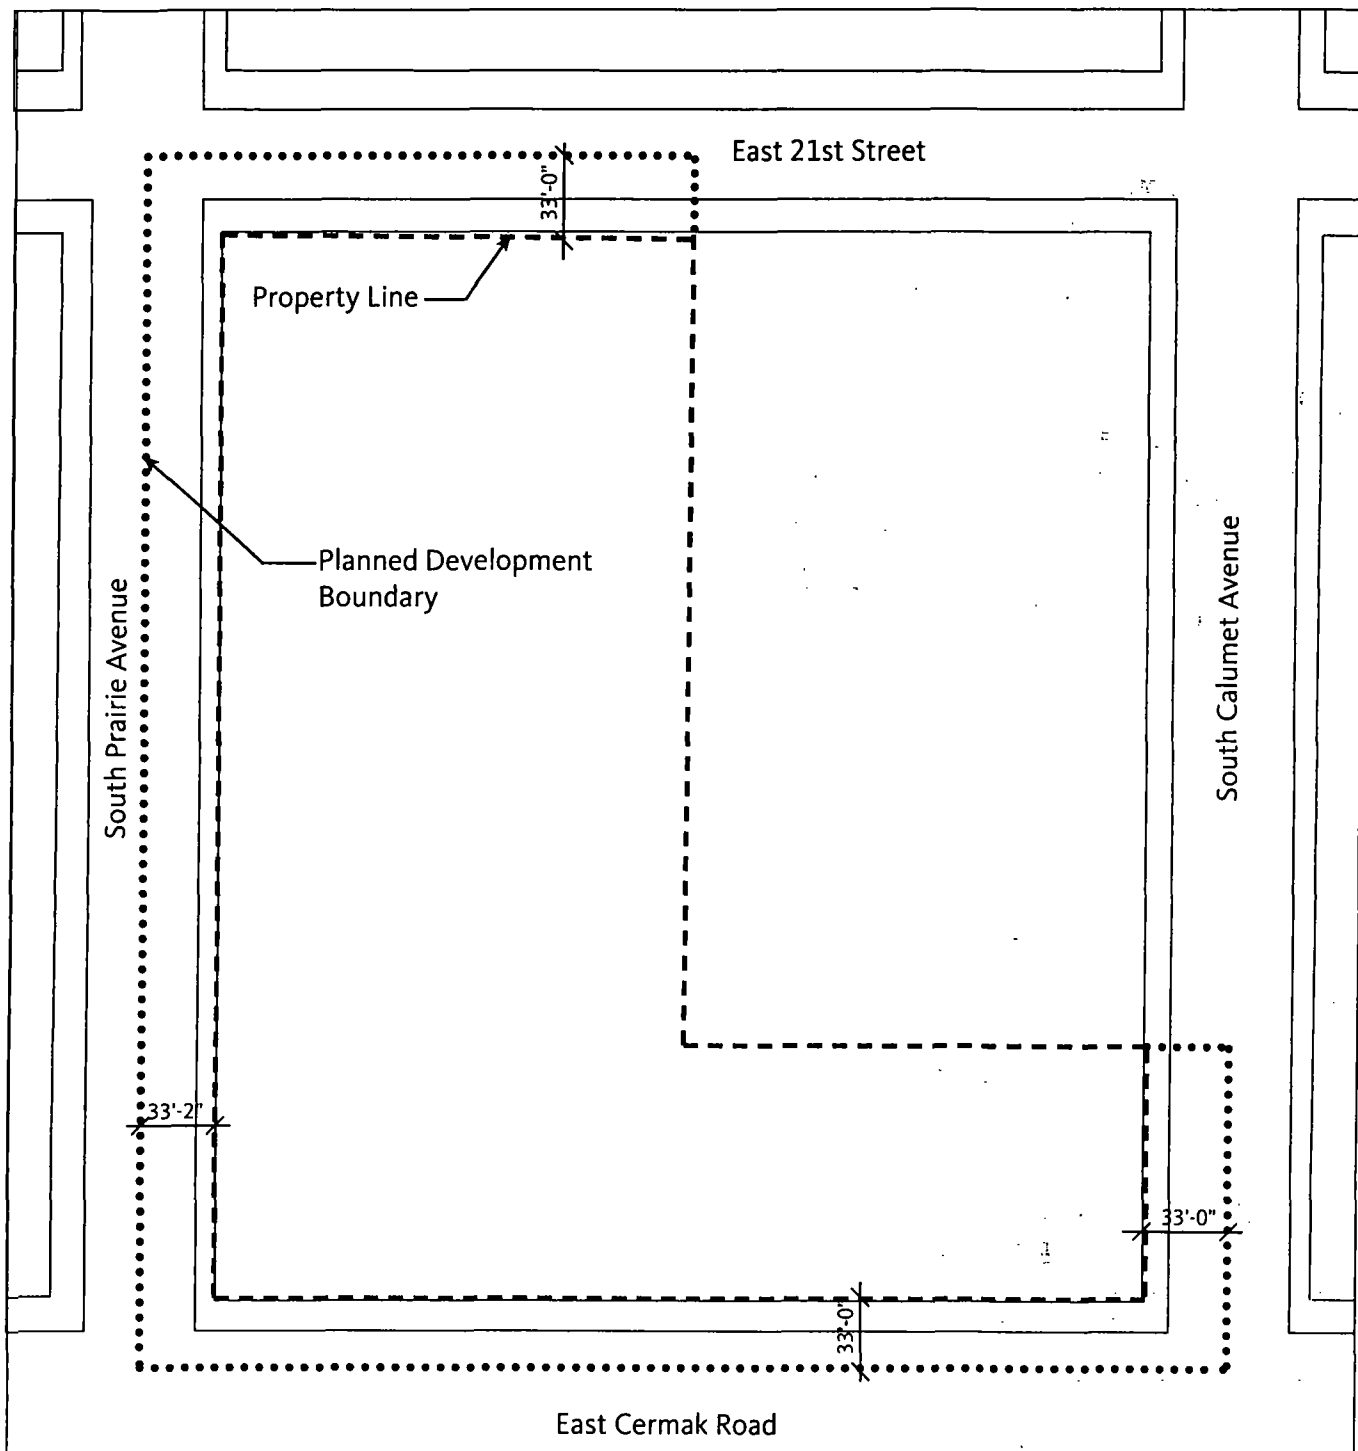 East 21st Street
33'-0"
Property Line
Planned Development
Boundary
South Prairie Avenue
South Calumet Avenue
33'-2"
33'-0"
33'-0"
East Cermak Road